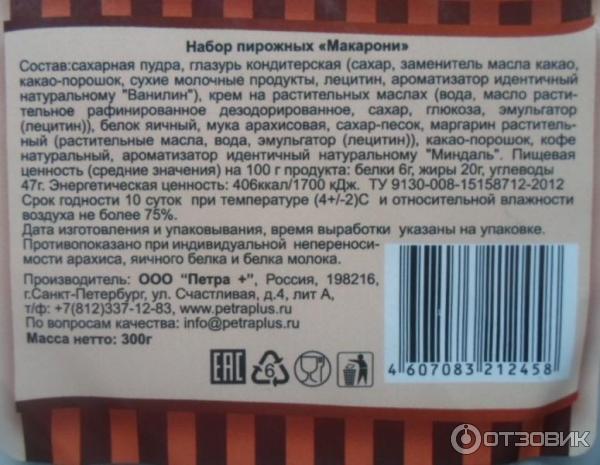 Набор пирожных «Макарони»
Состав:сахарная пудра, глазурь кондитерская (сахар, заменитель масла какао,
какао-порошок, сухие молочные продукты, лецитин, ароматизатор идентичный
натуральному "Ванилин"), крем на растительных маслах (вода, масло расти-
тельное рафинированное дезодорированное, сахар, глюкоза, эмульгатор
(лецитин)), белок яичный, мука арахисовая, сахар-песок, маргарин раститель-
ный (растительные масла, вода, эмульгатор (лецитин)), какао-порошок, кофе
натуральный, ароматизатор идентичный натуральному "Миндаль". Пищевая
ценность (средние значения) на 100 г продукта: белки 6г, жиры 20г, углеводы
47г. Энергетическая ценность: 406ккал/1700 кДж. ТУ 9130-008-15158712-2012
Срок годности 10 суток при температуре (4+/-2)С и относительной влажности
воздуха не более 75%.
Дата изготовления и упаковывания, время выработки указаны на упаковке.
Противопоказано при индивидуальной непереноси-
мости арахиса, яичного белка и белка молока.
Производитель: ООО "Петра +", Россия, 198216,
г.Санкт-Петербург, ул. Счастливая, д.4, лит А,
т/ф: +7(812)337-12-83, www.petraplus.ru
По вопросам качества: info@petraplus.ru
Масса нетто: 300г
EAC 6
4 607083 212458
ОТЗОВИК